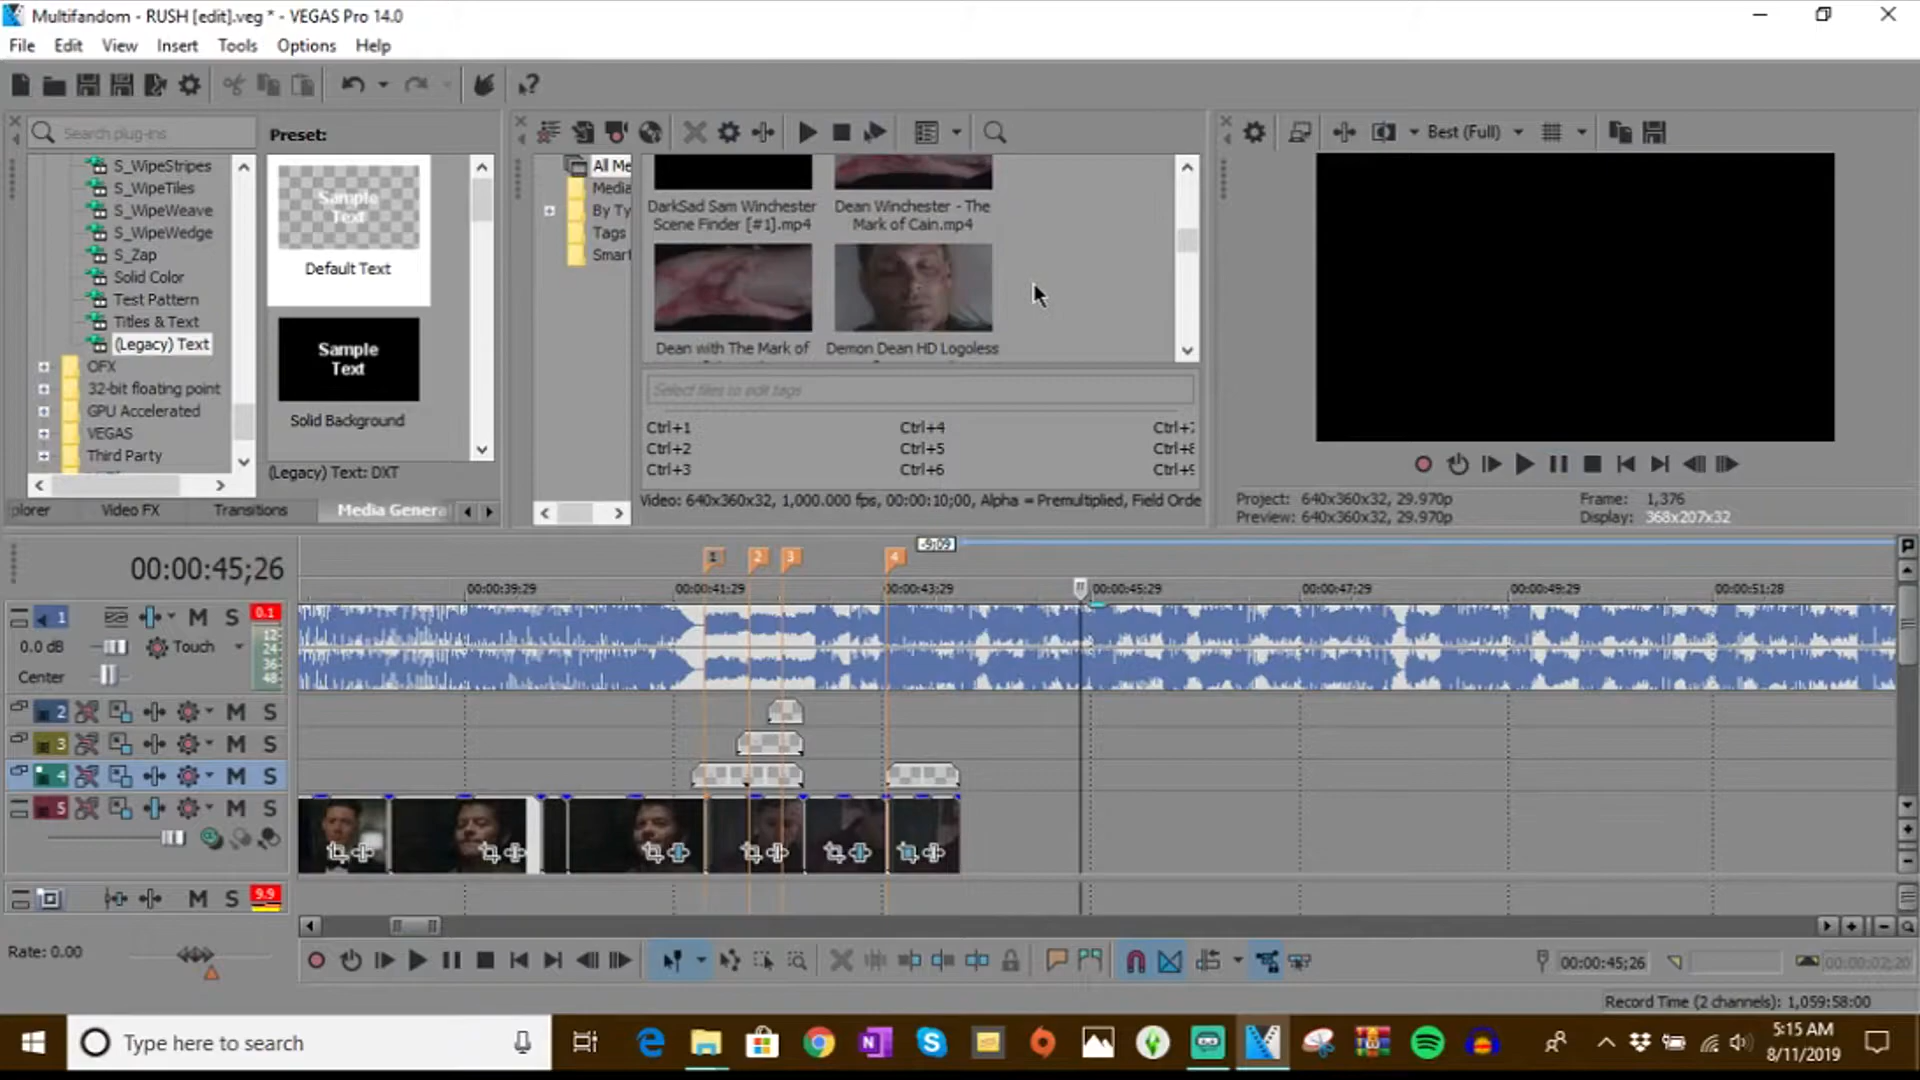 Multifandom - RUSH [edit].veg * - VEGAS Pro 14.0
File Edit View Insert Tools Options Help
Search plug-ins
Preset:
Best (Full)
S_WipeStripes
S_WipeTiles
S_WipeWeave
S_WipeWedge
S_Zap
Solid Color
Test Pattern
Titles & Text
(Legacy) Text
OFX
32-bit floating point
GPU Accelerated
VEGAS
Third Party
Sample
Text
Default Text
Sample
Text
Solid Background
(Legacy) Text: DXT
plorer Video FX Transitions Media Genera
All Me
Media
By Ty
Tags
Smart
DarkSad Sam Winchester
Scene Finder [#1].mp4
Dean Winchester - The
Mark of Cain.mp4
Dean with The Mark of
Demon Dean HD Logoless
Select files to edit tags
Ctrl+1 Ctrl+4 Ctrl+7
Ctrl+2 Ctrl+5 Ctrl+8
Ctrl+3 Ctrl+6 Ctrl+9
Video: 640x360x32, 1,000.000 fps, 00:00:10;00, Alpha = Premultiplied, Field Orde
Project: 640x360x32, 29.970p
Preview: 640x360x32, 29.970p
Frame: 1,376
Display: 368x207x32
00:00:45;26
1 2 3 4 -9:09
00:00:39:29 00:00:41:29 00:00:43:29 00:00:45:29 00:00:47:29 00:00:49:29 00:00:51:28
1 M S 0.1
0.0 dB Touch
Center
12
24
36
48
2 M S
3 M S
4 M S
5 M S
M S 9.9
Rate: 0.00
00:00:45;26 00:00:02;20
Record Time (2 channels): 1,059:58:00
Type here to search
5:15 AM
8/11/2019